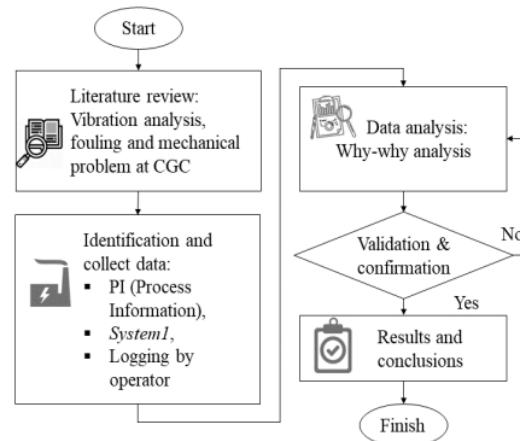 Start
Literature review:
Vibration analysis,
fouling and mechanical
problem at CGC
Identification and
collect data:
▪ PI (Process
Information),
▪ System1,
▪ Logging by
operator
Data analysis:
Why-why analysis
Validation &
confirmation
No
Yes
Results and
conclusions
Finish